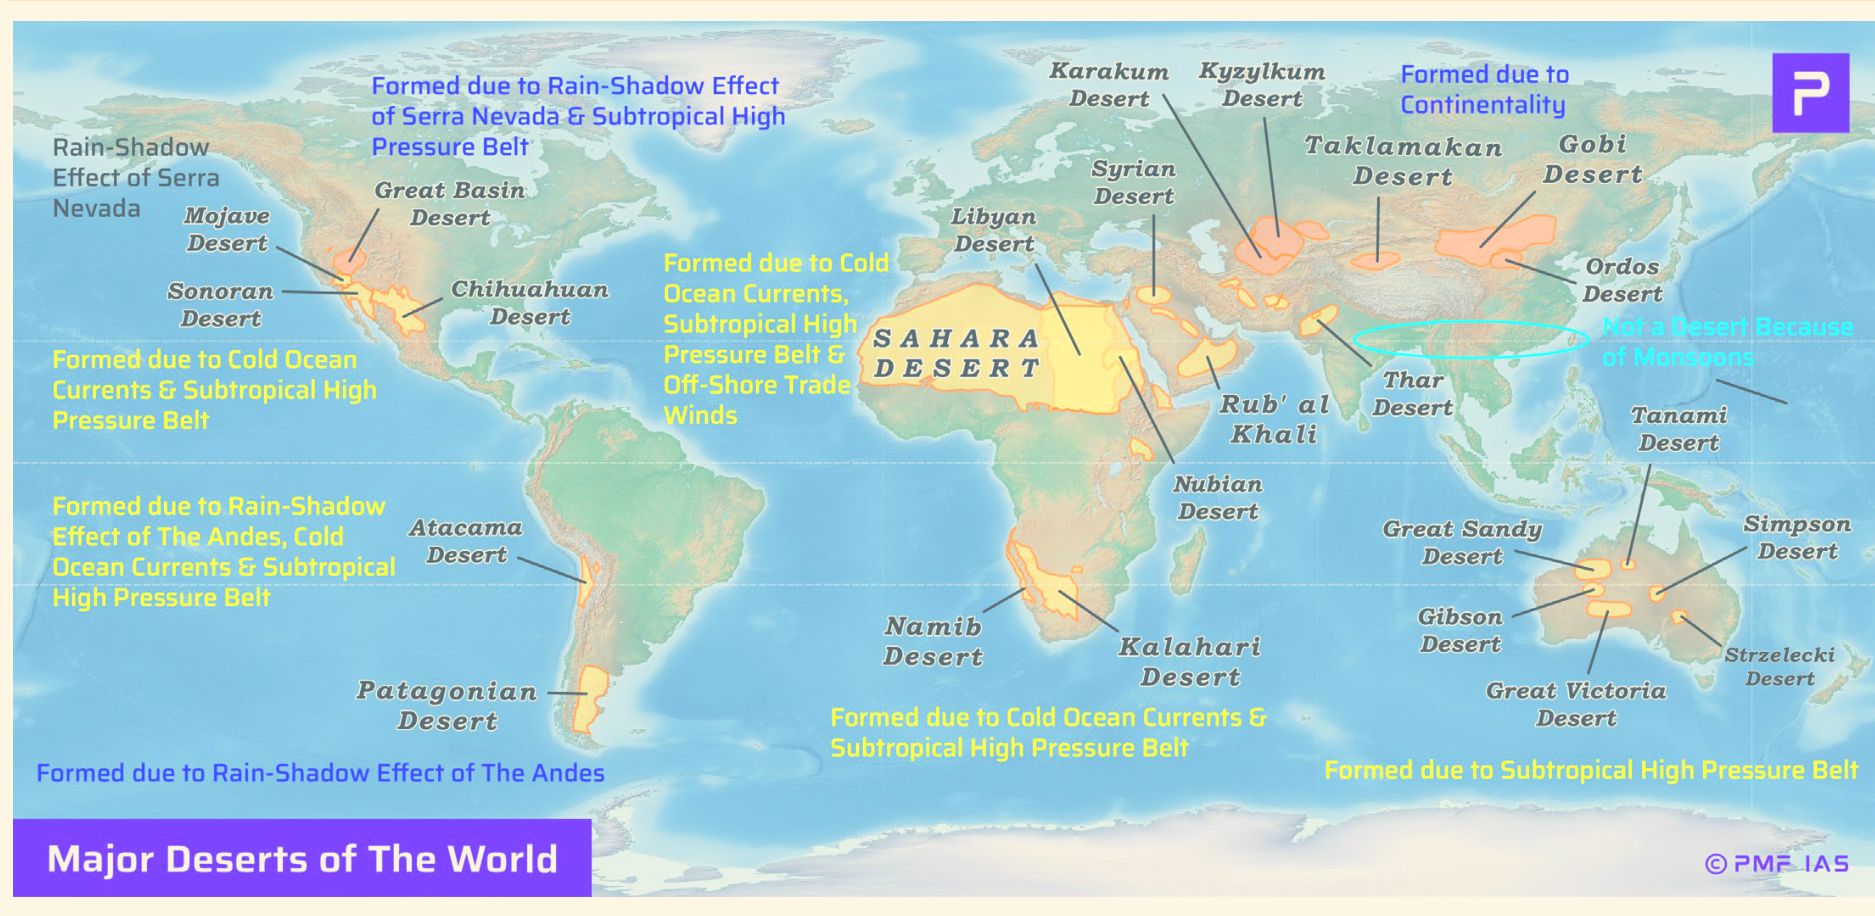 Formed due to Rain-Shadow Effect
of Serra Nevada & Subtropical High
Pressure Belt
Rain-Shadow
Effect of Serra
Nevada
Great Basin
Desert
Mojave
Desert
Sonoran
Desert
Chihuahuan
Desert
Formed due to Cold Ocean
Currents & Subtropical High
Pressure Belt
Formed due to Rain-Shadow
Effect of The Andes, Cold
Ocean Currents & Subtropical
High Pressure Belt
Atacama
Desert
Patagonian
Desert
Formed due to Rain-Shadow Effect of The Andes
Formed due to Cold
Ocean Currents,
Subtropical High
Pressure Belt &
Off-Shore Trade
Winds
SAHARA
DESERT
Libyan
Desert
Syrian
Desert
Karakum
Desert
Kyzylkum
Desert
Formed due to
Continentality
P
Taklamakan
Desert
Gobi
Desert
Ordos
Desert
Not a Desert Because
of Monsoons
Thar
Desert
Rub' al
Khali
Nubian
Desert
Namib
Desert
Kalahari
Desert
Formed due to Cold Ocean Currents &
Subtropical High Pressure Belt
Tanami
Desert
Great Sandy
Desert
Simpson
Desert
Gibson
Desert
Strzelecki
Desert
Great Victoria
Desert
Formed due to Subtropical High Pressure Belt
Major Deserts of The World
© PMF IAS